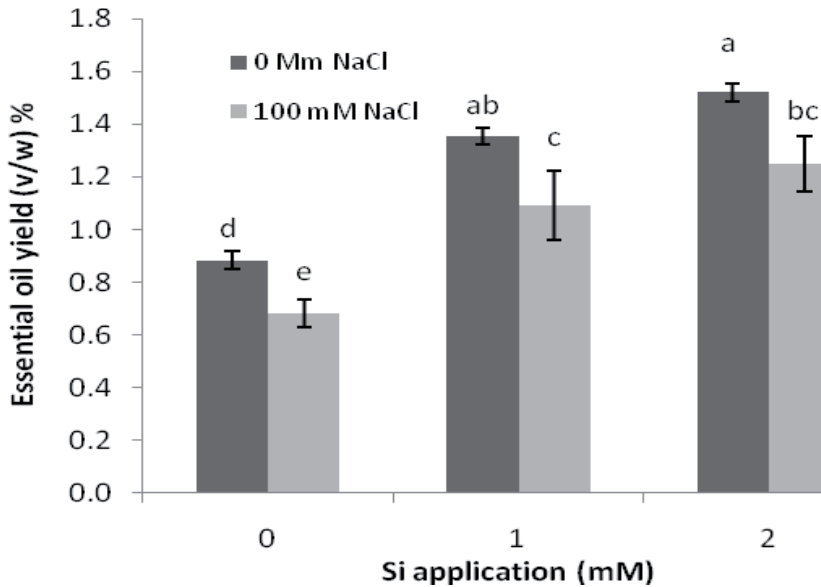 Essential oil yield (v/w) %
1.8
1.6
1.4
1.2
1.0
0.8
0.6
0.4
0.2
0.0
0 Mm NaCl
100 mM NaCl
d
e
ab
c
a
bc
0
1
2
Si application (mM)